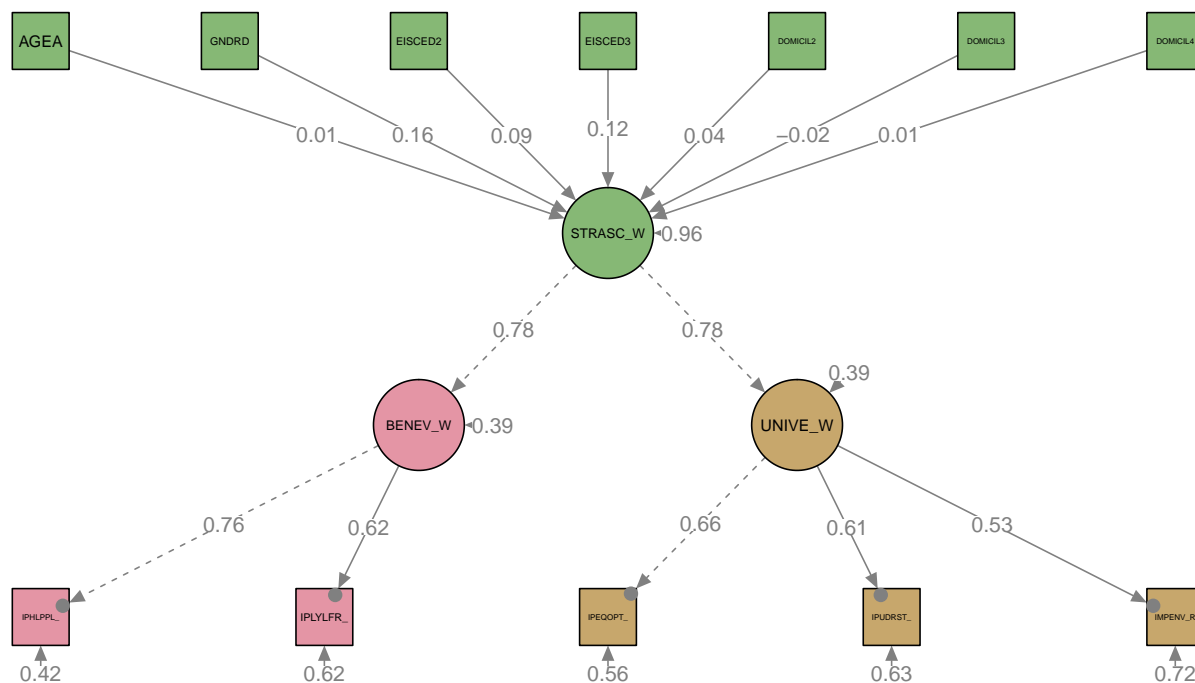 AGEA GNDRD EISCED2 EISCED3 DOMICIL2 DOMICIL3 DOMICIL4
0.01 0.16 0.09 0.12 0.04 −0.02 0.01
STRASC_W 0.96
0.78 0.78
0.39
BENEV_W 0.39 UNIVE_W
0.76 0.62 0.66 0.61 0.53
IPHLPPL_ IPLYLFR_ IPEQOPT_ IPUDRST_ IMPENV_R
0.42 0.62 0.56 0.63 0.72